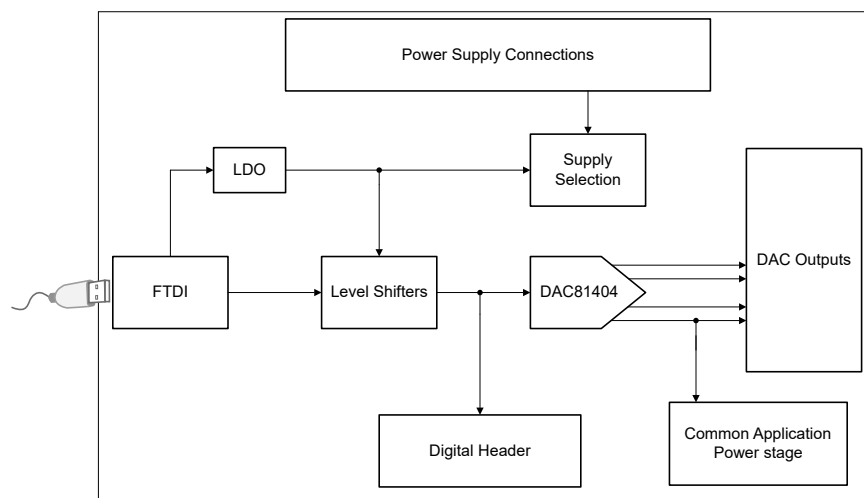 Power Supply Connections
LDO
Supply
Selection
FTDI
Level Shifters
DAC81404
DAC Outputs
Digital Header
Common Application
Power stage